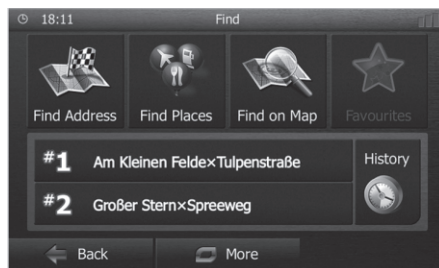 18:11 Find
Find Address Find Places Find on Map Favourites
#1 Am Kleinen Felde×Tulpenstraße
History
#2 Großer Stern×Spreeweg
Back More